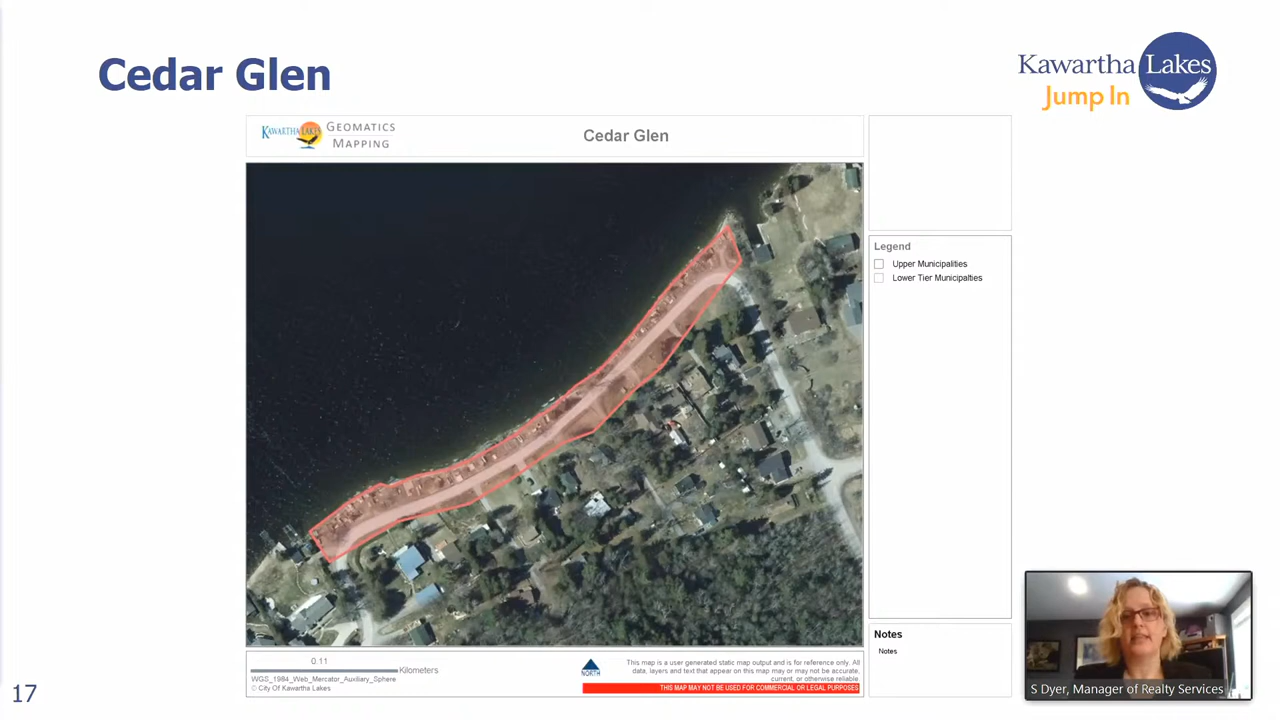 Cedar Glen
Kawartha Lakes
Jump In
KAWARTHA LAKES
GEOMATICS
MAPPING
Cedar Glen
Legend
Upper Municipalities
Lower Tier Municipalties
Notes
Notes
0.11
Kilometers
WGS_1984_Web_Mercator_Auxiliary_Sphere
© City Of Kawartha Lakes
NORTH
This map is a user generated static map output and is for reference only. All
data, layers and text that appear on this map may or may not be accurate,
current, or otherwise reliable.
THIS MAP MAY NOT BE USED FOR COMMERCIAL OR LEGAL PURPOSES
S Dyer, Manager of Realty Services
17